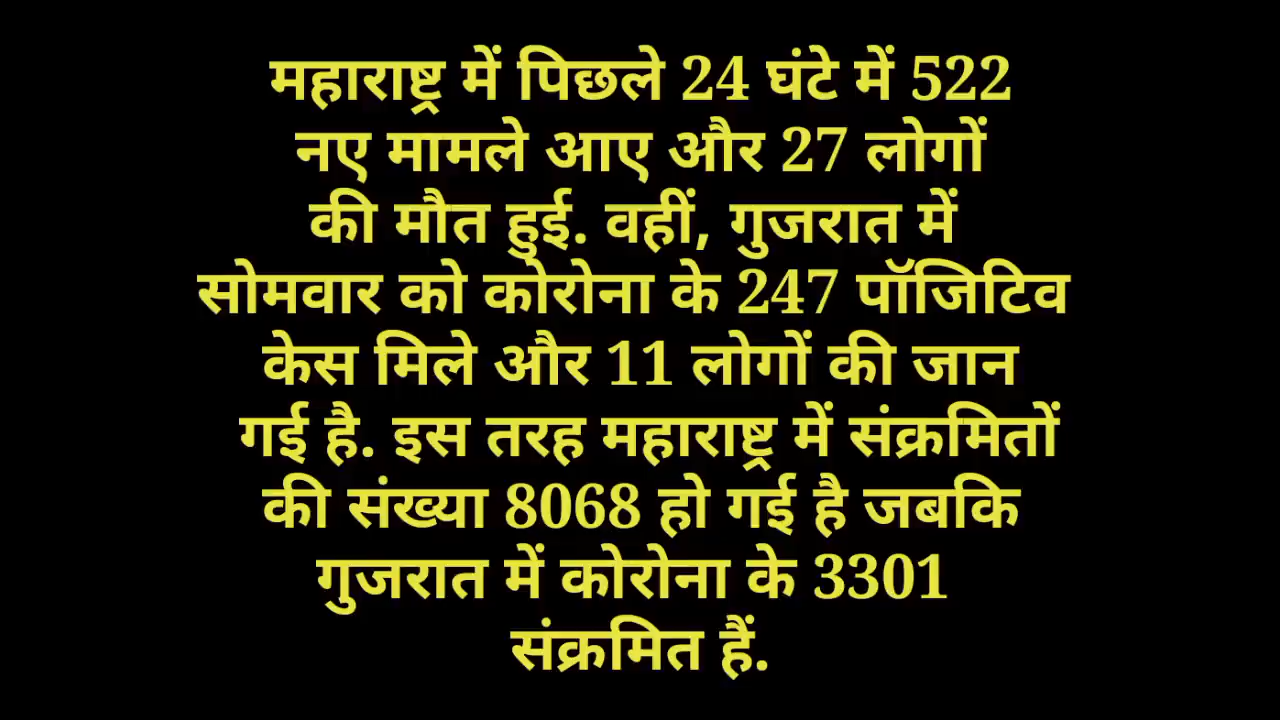 महाराष्ट्र में पिछले 24 घंटे में 522
नए मामले आए और 27 लोगों
की मौत हुई. वहीं, गुजरात में
सोमवार को कोरोना के 247 पॉजिटिव
केस मिले और 11 लोगों की जान
गई है. इस तरह महाराष्ट्र में संक्रमितों
की संख्या 8068 हो गई है जबकि
गुजरात में कोरोना के 3301
संक्रमित हैं.